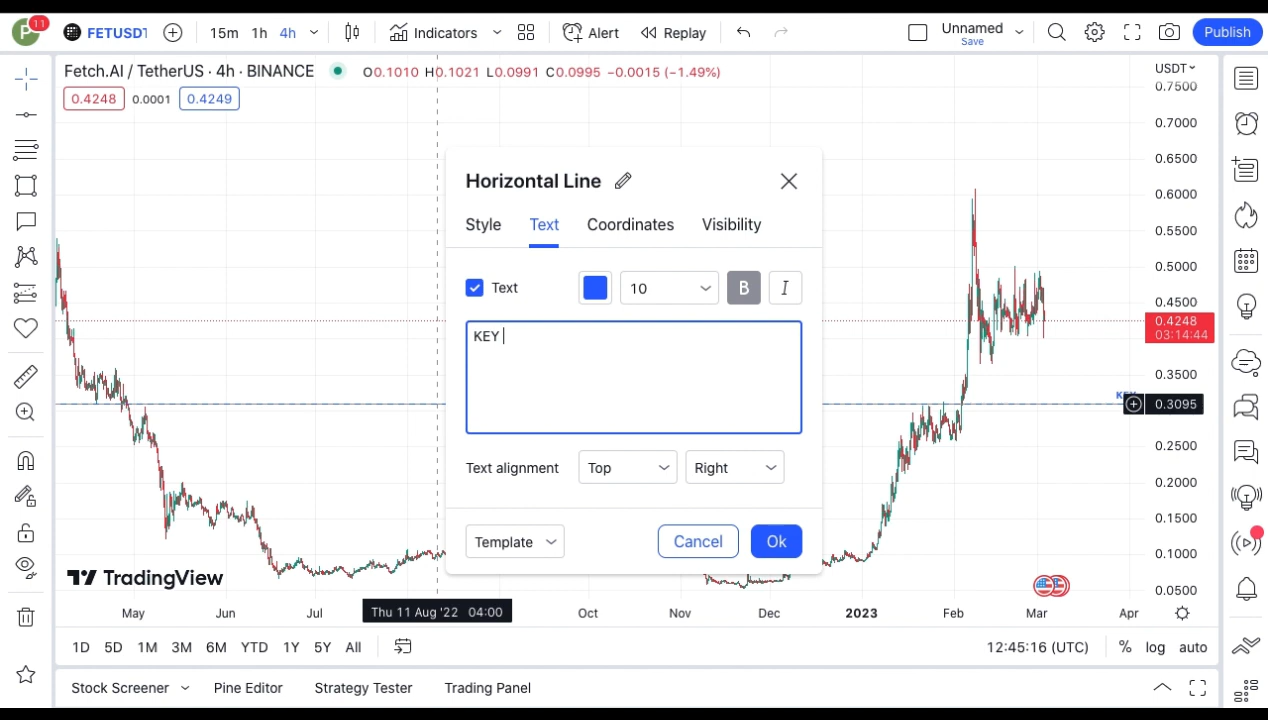 P
11
FETUSDT
15m 1h 4h
Indicators
Alert
Replay
Unnamed
Save
Publish
Fetch.AI / TetherUS · 4h · BINANCE
O0.1010 H0.1021 L0.0991 C0.0995 −0.0015 (−1.49%)
USDT
0.4248 0.0001 0.4249
0.7500
0.7000
0.6500
0.6000
0.5500
0.5000
0.4500
0.4248
03:14:44
0.3500
KEY
0.3095
0.2500
0.2000
0.1500
0.1000
0.0500
Horizontal Line
Style Text Coordinates Visibility
Text
10
B I
KEY
Text alignment Top Right
Template Cancel Ok
TradingView
May Jun Jul Thu 11 Aug '22 04:00 Oct Nov Dec 2023 Feb Mar Apr
1D 5D 1M 3M 6M YTD 1Y 5Y All
12:45:16 (UTC) % log auto
Stock Screener Pine Editor Strategy Tester Trading Panel